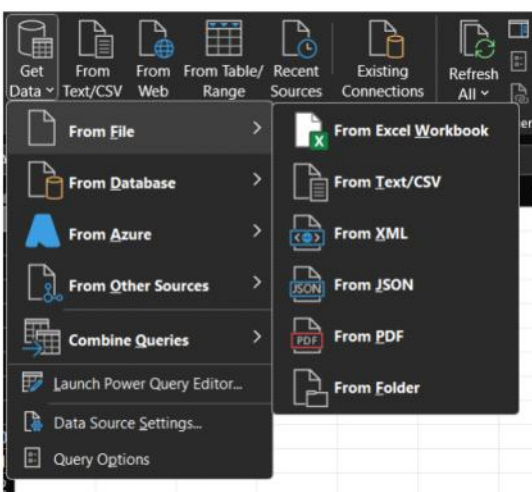 Get
Data
From
Text/CSV
From
Web
From Table/
Range
Recent
Sources
Existing
Connections
Refresh
All
From File
From Excel Workbook
From Database
From Text/CSV
From Azure
From XML
From Other Sources
JSON
From JSON
Combine Queries
PDF
From PDF
Launch Power Query Editor...
From Folder
Data Source Settings...
Query Options